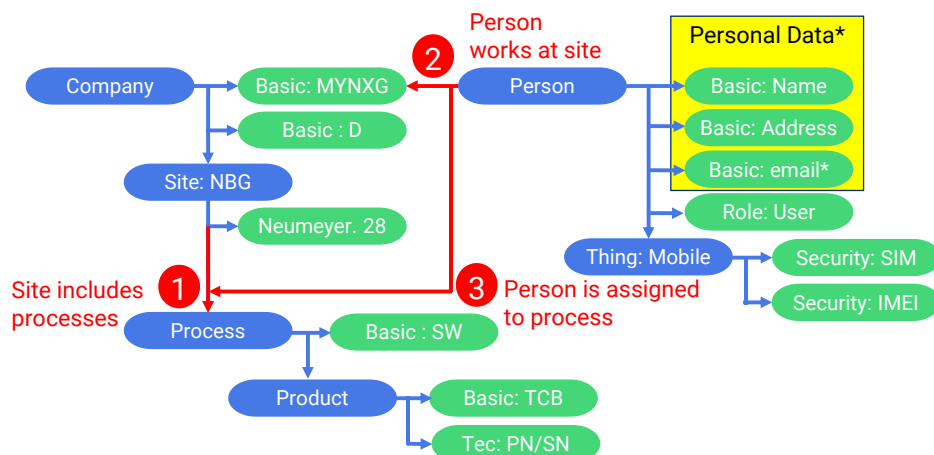 Person
works at site
2
Personal Data*
Company
Basic: MYNXG
Person
Basic: Name
Basic : D
Basic: Address
Site: NBG
Basic: email*
Neumeyer. 28
Role: User
Thing: Mobile
Security: SIM
Site includes
processes
1
3
Person is assigned
to process
Security: IMEI
Process
Basic : SW
Product
Basic: TCB
Tec: PN/SN